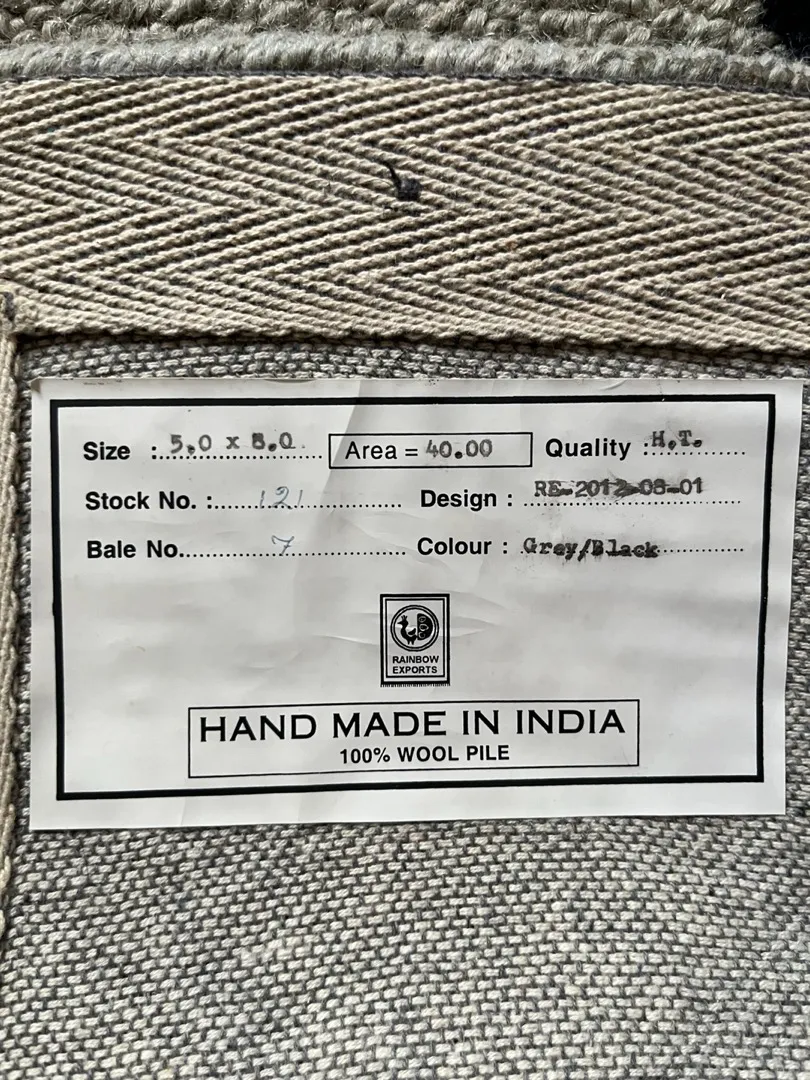 Size :5.0 x 8.0 Area = 40.00 Quality :H.T.
Stock No. :......121...... Design : RE-2012-08-01
Bale No......7...... Colour : Grey/Black
RAINBOW
EXPORTS
HAND MADE IN INDIA
100% WOOL PILE